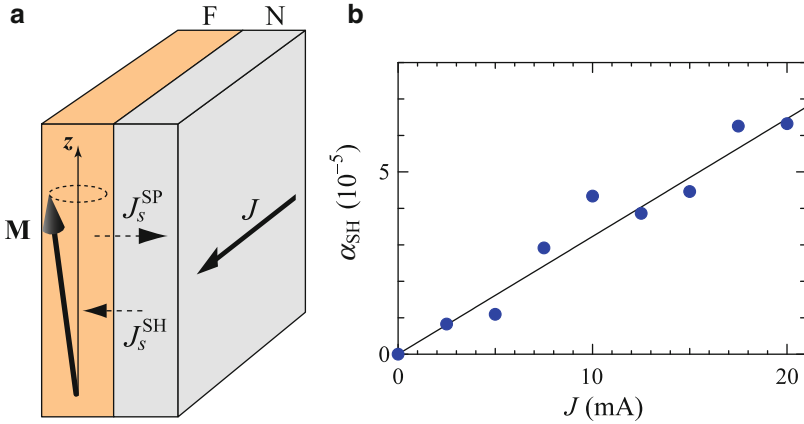 a
F N
z
M
J_s^SP
J
J_s^SH
b
α_SH (10^−5)
5
0
0 10 20
J (mA)